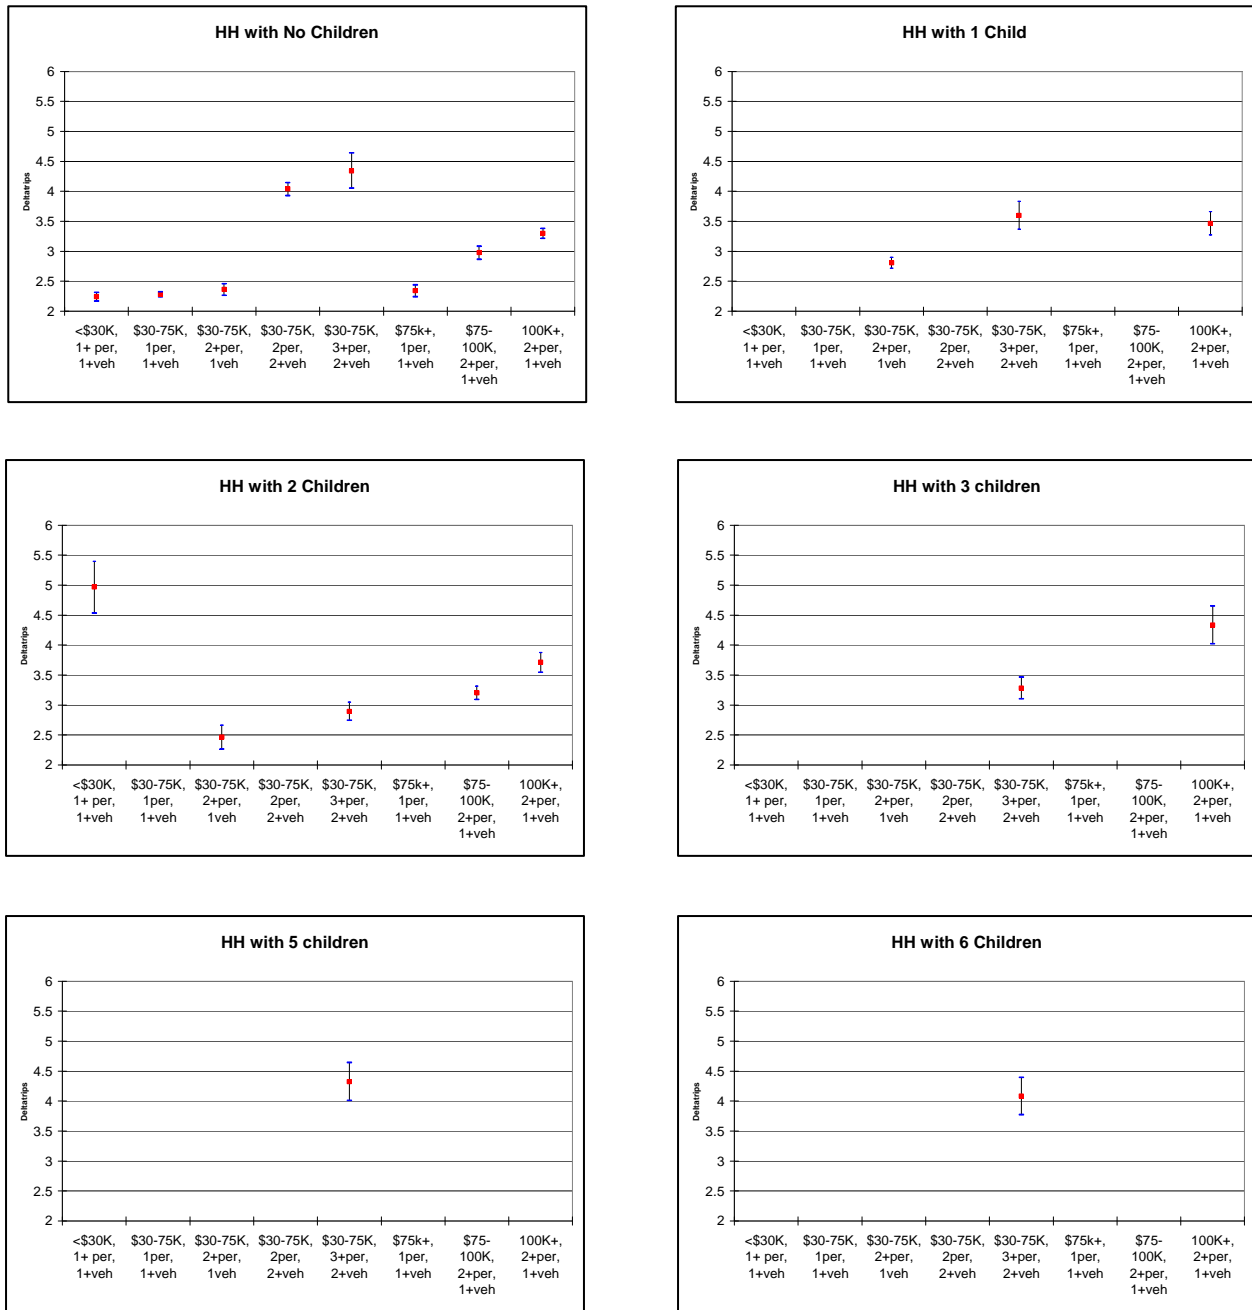 HH with No Children
6
5.5
5
4.5
4
3.5
3
2.5
2
Deltatrips
<$30K, $30-75K, $30-75K, $30-75K, $30-75K, $75k+, $75- 100K+,
1+ per, 1per, 2+per, 2per, 3+per, 1per, 100K, 2+per,
1+veh 1+veh 1veh 2+veh 2+veh 1+veh 2+per, 1+veh
1+veh
HH with 1 Child
6
5.5
5
4.5
4
3.5
3
2.5
2
Deltatrips
<$30K, $30-75K, $30-75K, $30-75K, $30-75K, $75k+, $75- 100K+,
1+ per, 1per, 2+per, 2per, 3+per, 1per, 100K, 2+per,
1+veh 1+veh 1veh 2+veh 2+veh 1+veh 2+per, 1+veh
1+veh
HH with 2 Children
6
5.5
5
4.5
4
3.5
3
2.5
2
Deltatrips
<$30K, $30-75K, $30-75K, $30-75K, $30-75K, $75k+, $75- 100K+,
1+ per, 1per, 2+per, 2per, 3+per, 1per, 100K, 2+per,
1+veh 1+veh 1veh 2+veh 2+veh 1+veh 2+per, 1+veh
1+veh
HH with 3 children
6
5.5
5
4.5
4
3.5
3
2.5
2
Deltatrips
<$30K, $30-75K, $30-75K, $30-75K, $30-75K, $75k+, $75- 100K+,
1+ per, 1per, 2+per, 2per, 3+per, 1per, 100K, 2+per,
1+veh 1+veh 1veh 2+veh 2+veh 1+veh 2+per, 1+veh
1+veh
HH with 5 children
6
5.5
5
4.5
4
3.5
3
2.5
2
Deltatrips
<$30K, $30-75K, $30-75K, $30-75K, $30-75K, $75k+, $75- 100K+,
1+ per, 1per, 2+per, 2per, 3+per, 1per, 100K, 2+per,
1+veh 1+veh 1veh 2+veh 2+veh 1+veh 2+per, 1+veh
1+veh
HH with 6 Children
6
5.5
5
4.5
4
3.5
3
2.5
2
Deltatrips
<$30K, $30-75K, $30-75K, $30-75K, $30-75K, $75k+, $75- 100K+,
1+ per, 1per, 2+per, 2per, 3+per, 1per, 100K, 2+per,
1+veh 1+veh 1veh 2+veh 2+veh 1+veh 2+per, 1+veh
1+veh